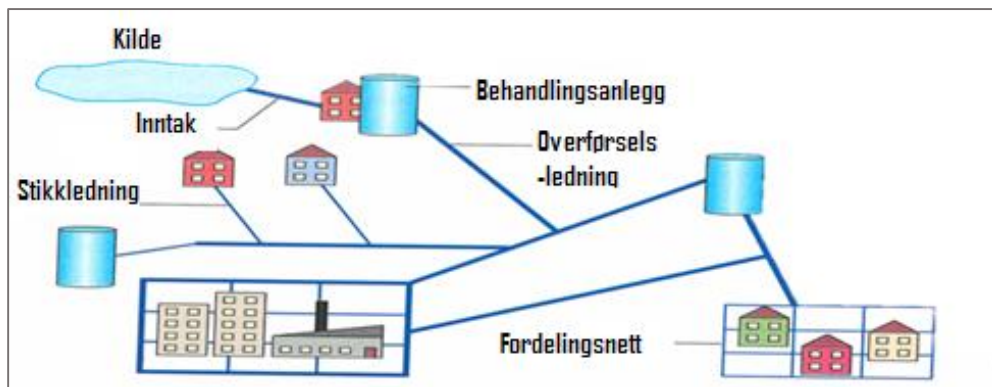 Kilde
Inntak
Behandlingsanlegg
Overførsels
-ledning
Stikkledning
Fordelingsnett